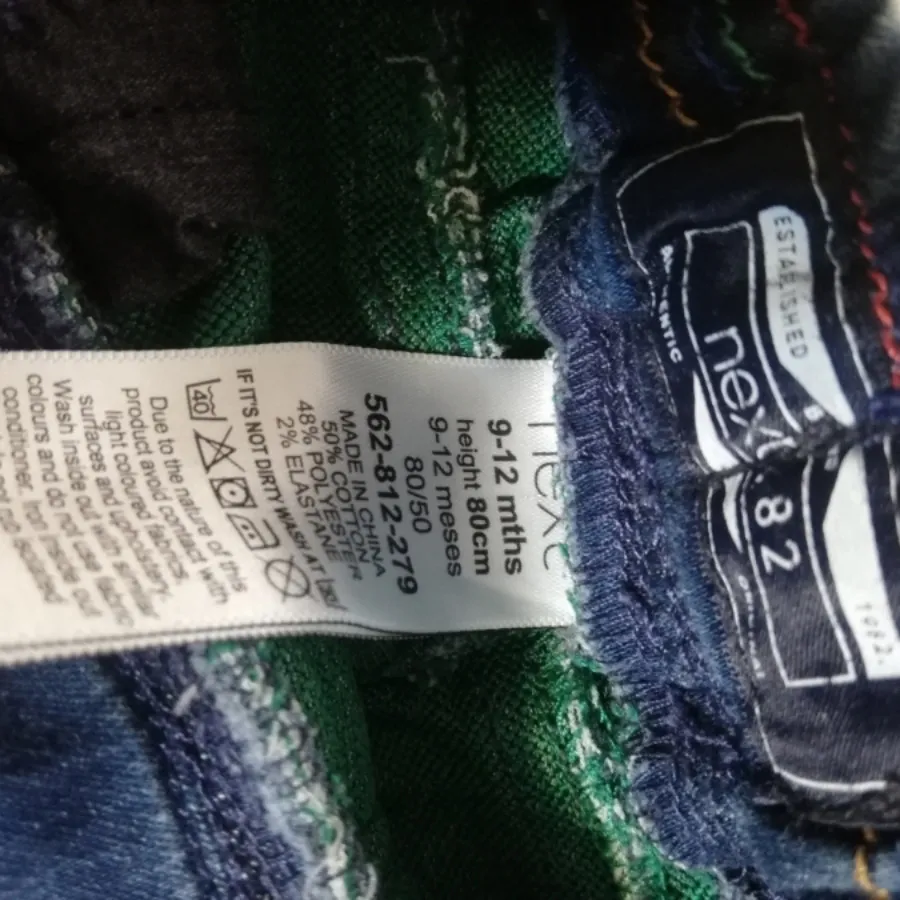 next
9-12 mths
height 80cm
9-12 meses
80/50
562-812-279
MADE IN CHINA
50% COTTON
48% POLYESTER
2% ELASTANE
IF IT'S NOT DIRTY WASH AT 30/
40
Due to the nature of this
product avoid contact with
light coloured fabrics,
surfaces and upholstery.
Wash inside out with similar
colours and do not use fabric
conditioner. Iron inside out
ESTABLISHED
next
82
1982.